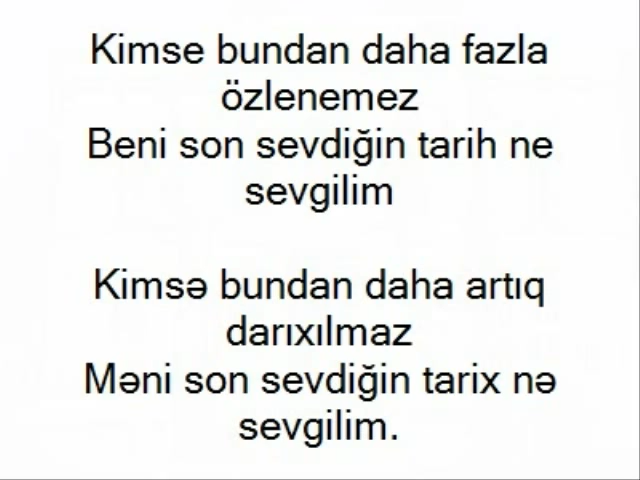 Kimse bundan daha fazla
özlenemez
Beni son sevdiğin tarih ne
sevgilim
Kimsə bundan daha artıq
darıxılmaz
Məni son sevdiğin tarix nə
sevgilim.